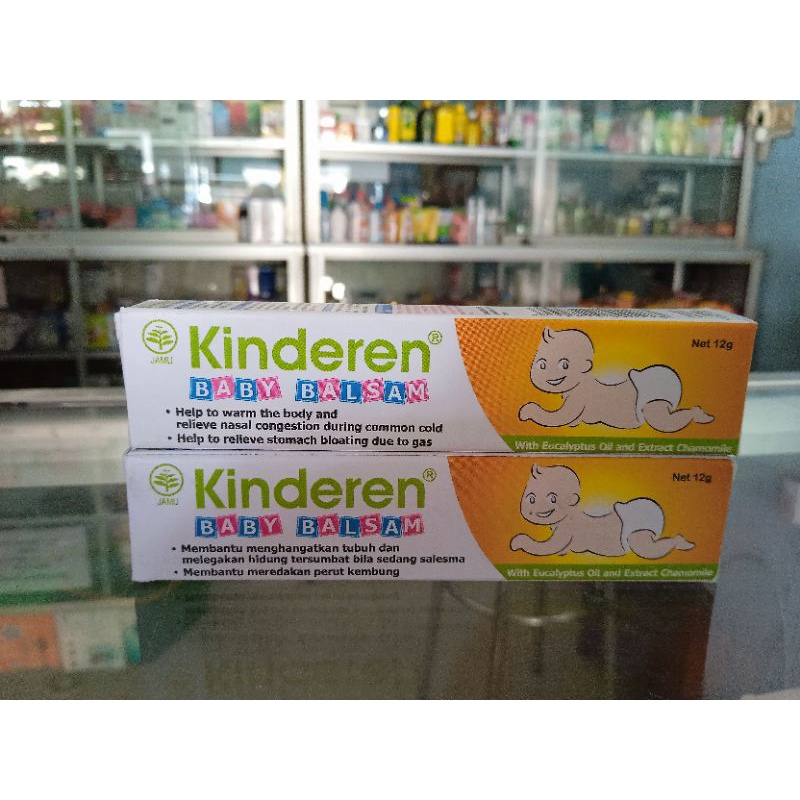 JAMU
Kinderen®
BABY BALSAM
• Help to warm the body and
relieve nasal congestion during common cold
• Help to relieve stomach bloating due to gas
Net 12g
With Eucalyptus Oil and Extract Chamomile
JAMU
Kinderen®
BABY BALSAM
• Membantu menghangatkan tubuh dan
melegakan hidung tersumbat bila sedang salesma
• Membantu meredakan perut kembung
Net 12g
With Eucalyptus Oil and Extract Chamomile